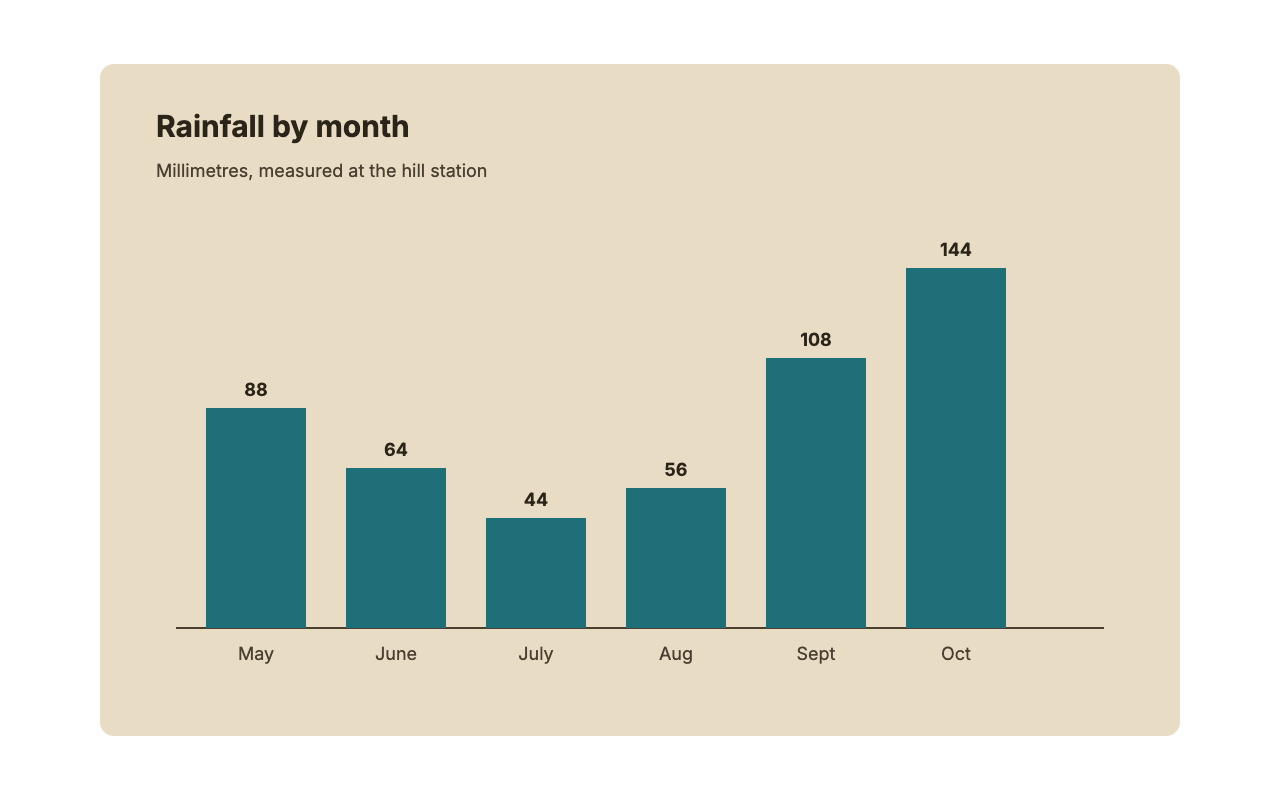 Rainfall by month
Millimetres, measured at the hill station
144
108
88
64
56
44
May June July Aug Sept Oct